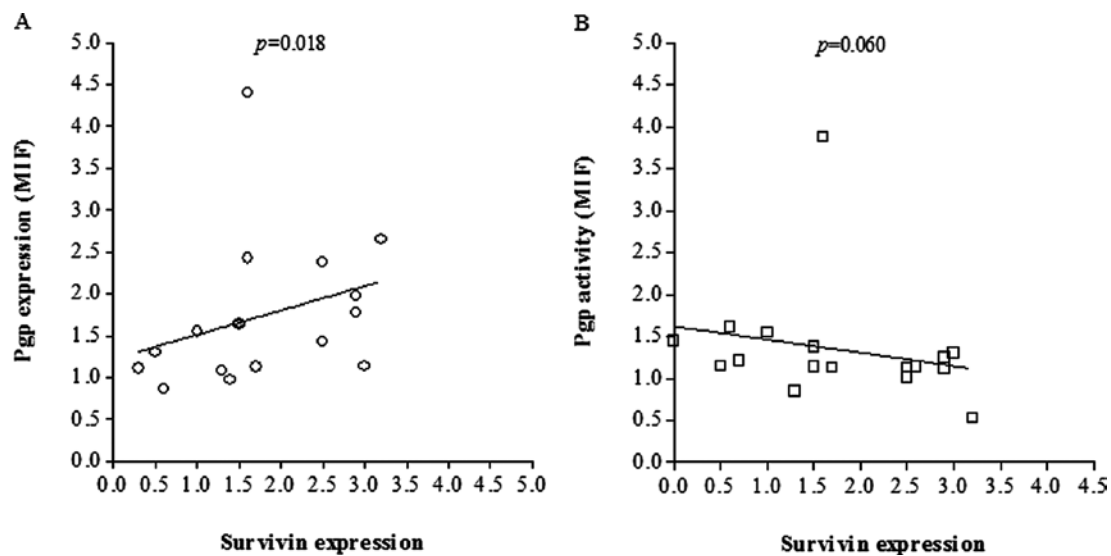 A
p=0.018
Pgp expression (MIF)
5.0
4.5
4.0
3.5
3.0
2.5
2.0
1.5
1.0
0.5
0.0
0.0 0.5 1.0 1.5 2.0 2.5 3.0 3.5 4.0 4.5 5.0
Survivin expression
B
p=0.060
Pgp activity (MIF)
5.0
4.5
4.0
3.5
3.0
2.5
2.0
1.5
1.0
0.5
0.0
0.0 0.5 1.0 1.5 2.0 2.5 3.0 3.5 4.0 4.5
Survivin expression